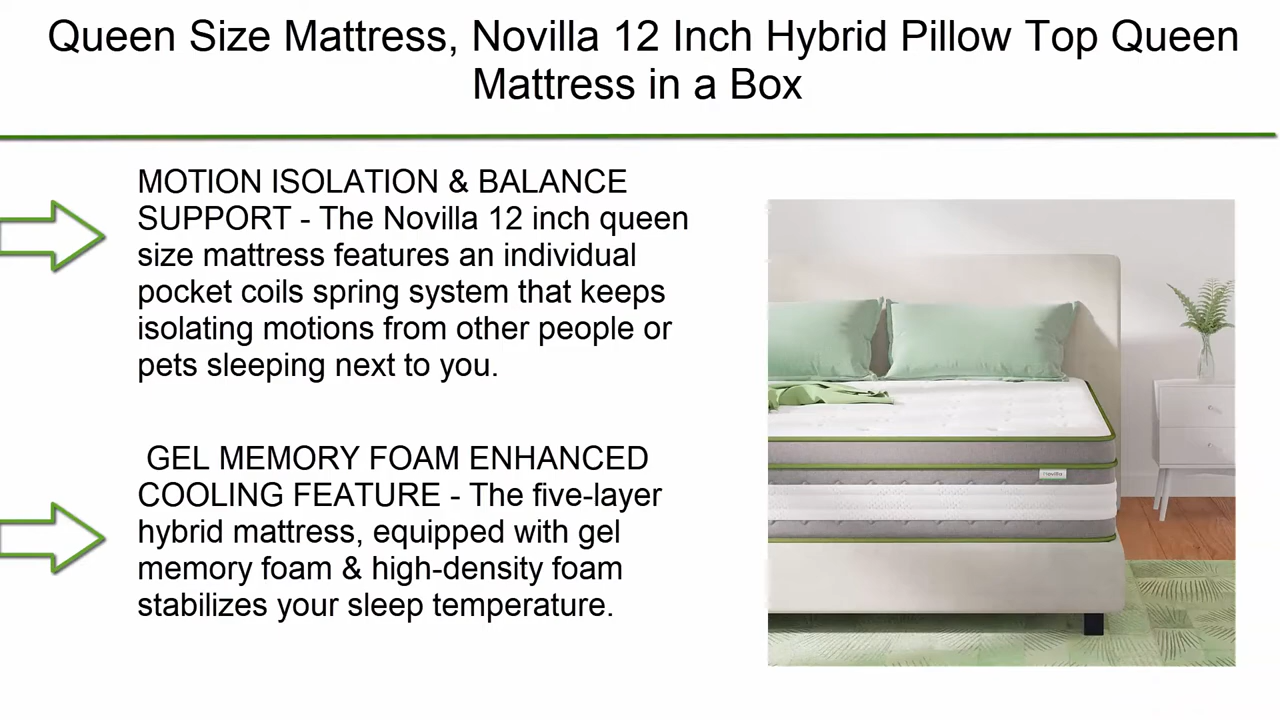 Queen Size Mattress, Novilla 12 Inch Hybrid Pillow Top Queen
Mattress in a Box
MOTION ISOLATION & BALANCE
SUPPORT - The Novilla 12 inch queen
size mattress features an individual
pocket coils spring system that keeps
isolating motions from other people or
pets sleeping next to you.
GEL MEMORY FOAM ENHANCED
COOLING FEATURE - The five-layer
hybrid mattress, equipped with gel
memory foam & high-density foam
stabilizes your sleep temperature.
Novilla